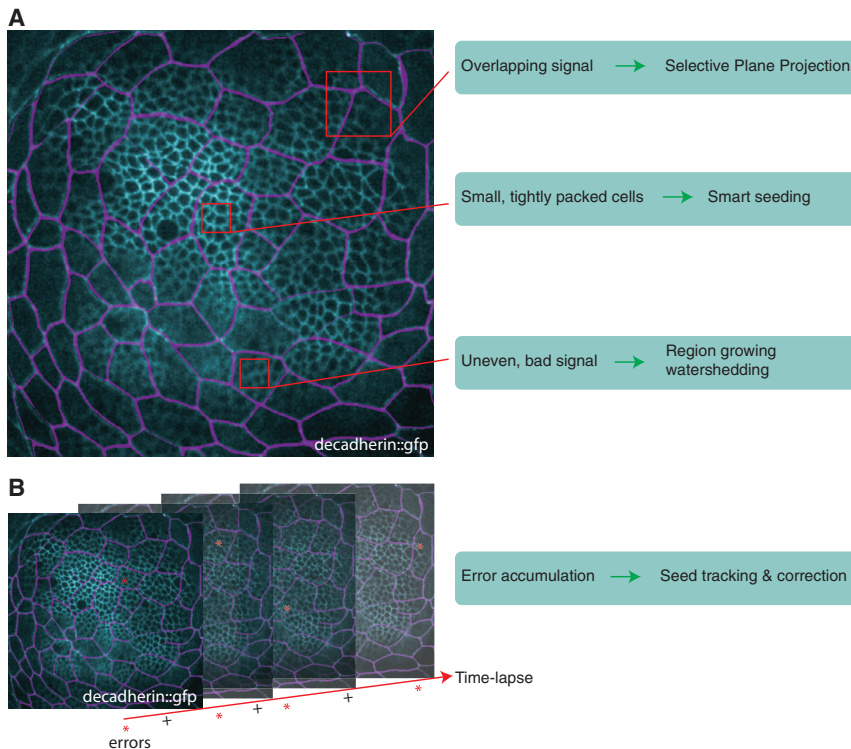 A
Overlapping signal → Selective Plane Projection
Small, tightly packed cells → Smart seeding
Uneven, bad signal → Region growing
watershedding
decadherin::gfp
B
Error accumulation → Seed tracking & correction
decadherin::gfp
Time-lapse
* + * + * + *
errors